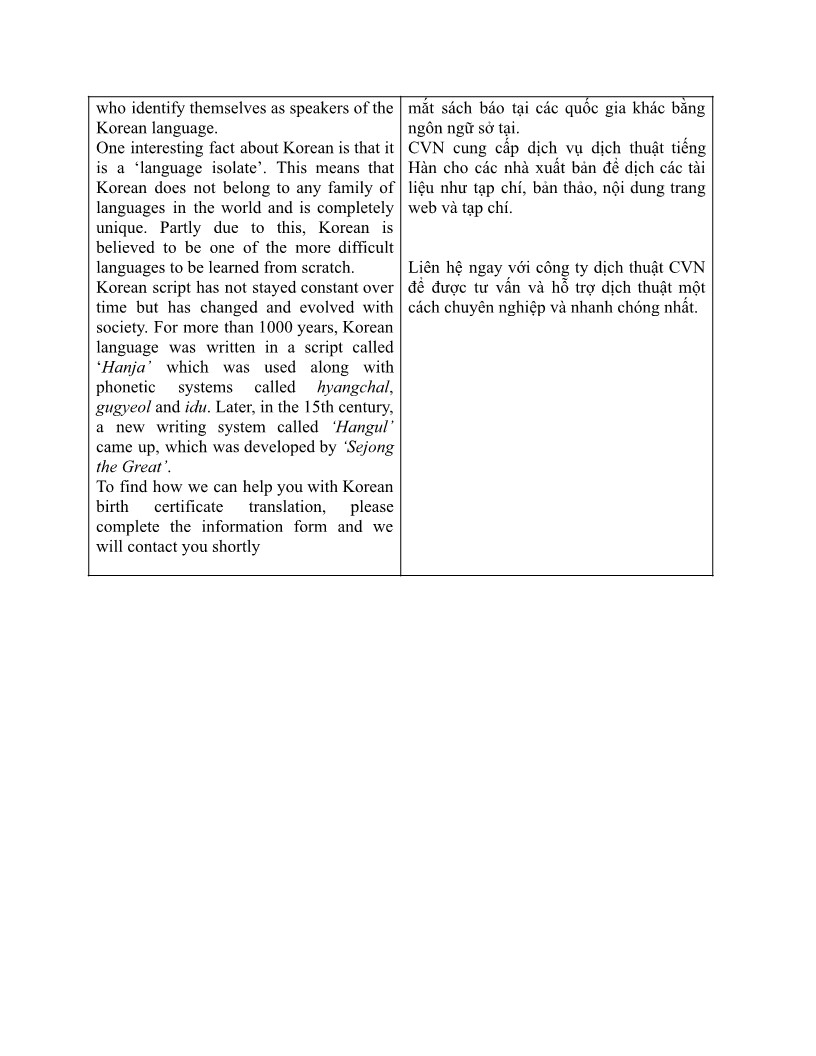 who identify themselves as speakers of the
Korean language.
One interesting fact about Korean is that it
is a ‘language isolate’. This means that
Korean does not belong to any family of
languages in the world and is completely
unique. Partly due to this, Korean is
believed to be one of the more difficult
languages to be learned from scratch.
Korean script has not stayed constant over
time but has changed and evolved with
society. For more than 1000 years, Korean
language was written in a script called
‘Hanja’ which was used along with
phonetic systems called hyangchal,
gugyeol and idu. Later, in the 15th century,
a new writing system called ‘Hangul’
came up, which was developed by ‘Sejong
the Great’.
To find how we can help you with Korean
birth certificate translation, please
complete the information form and we
will contact you shortly
mắt sách báo tại các quốc gia khác bằng
ngôn ngữ sở tại.
CVN cung cấp dịch vụ dịch thuật tiếng
Hàn cho các nhà xuất bản để dịch các tài
liệu như tạp chí, bản thảo, nội dung trang
web và tạp chí.
Liên hệ ngay với công ty dịch thuật CVN
để được tư vấn và hỗ trợ dịch thuật một
cách chuyên nghiệp và nhanh chóng nhất.